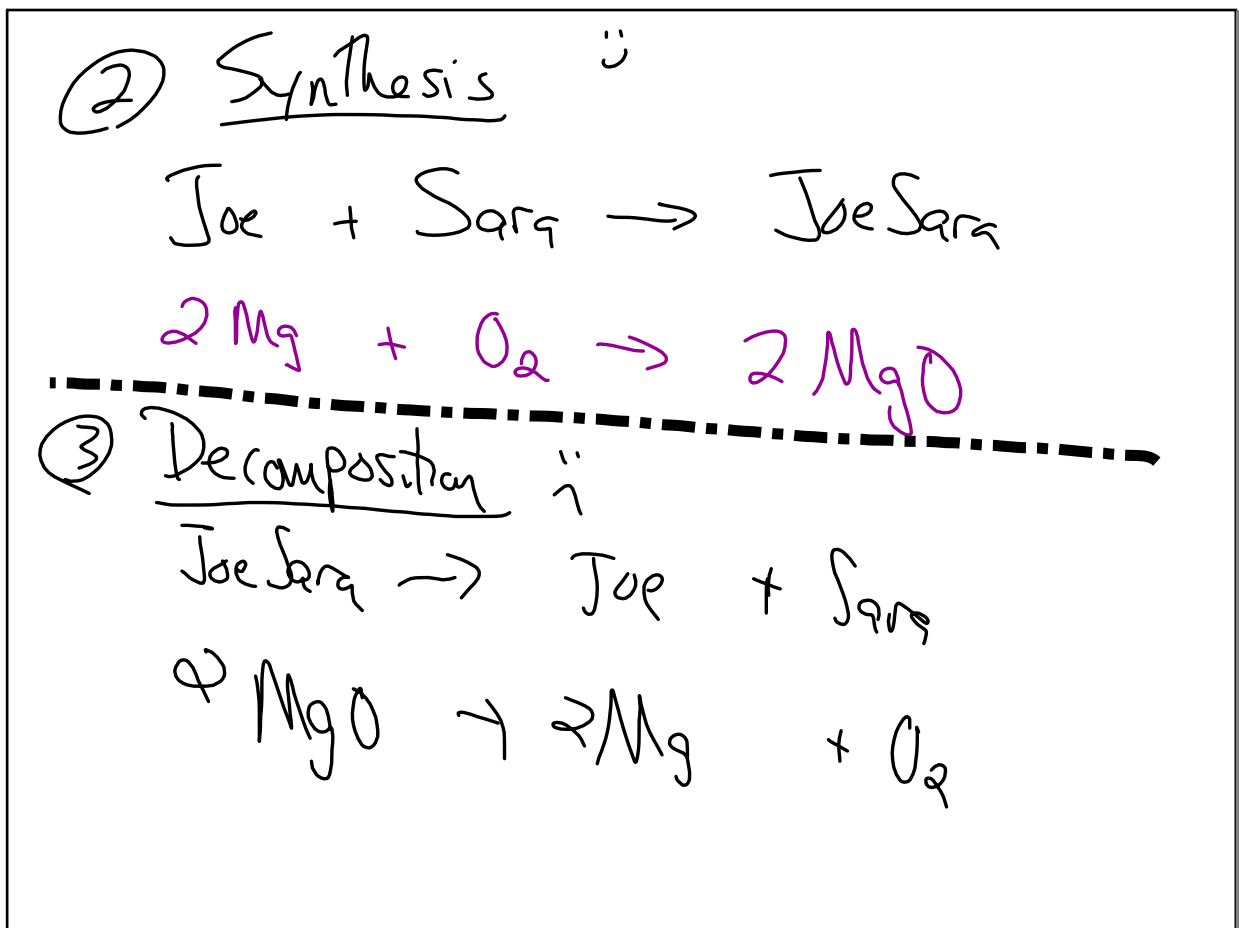 ② Synthesis
Joe + Sara → JoeSara
2 Mg + O₂ → 2 MgO
③ Decomposition
JoeSara → Joe + Sara
2 MgO → 2Mg + O₂